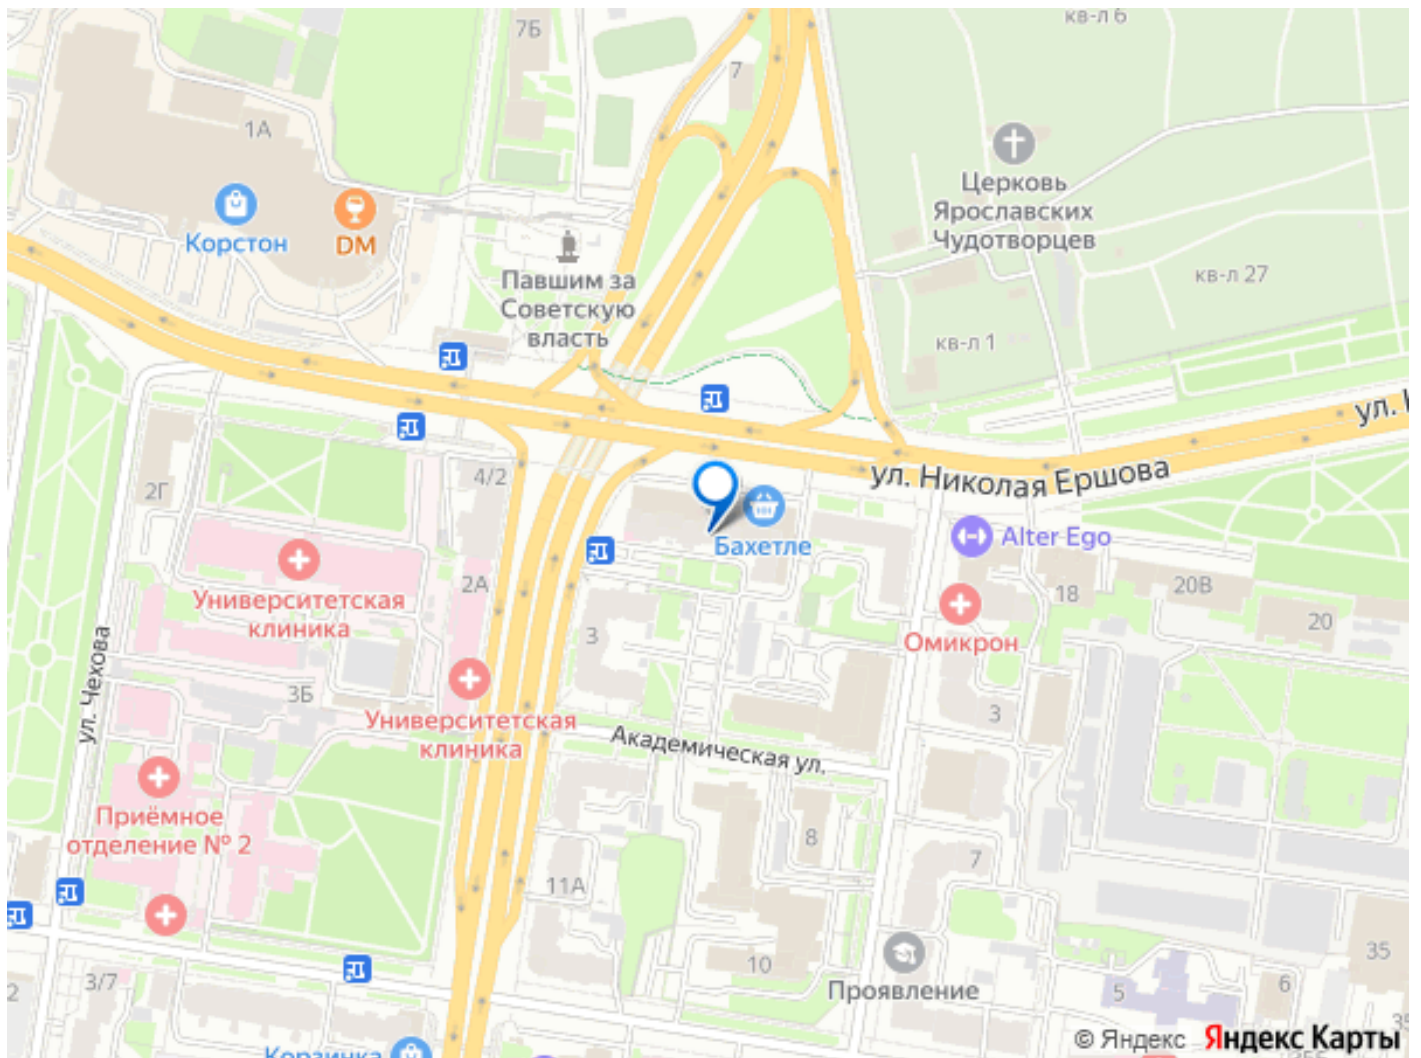 кв-л 6
7Б
7
1А
Церковь
Ярославских
Чудотворцев
Корстон
DM
Павшим за
Советскую
власть
кв-л 27
кв-л 1
ул. Николая Ершова
4/2
2Г
Бахетле
Alter Ego
Университетская
клиника
2А
18
20В
20
3
Омикрон
ул. Чехова
3Б
Университетская
клиника
3
Академическая ул.
Приёмное
отделение № 2
8
7
11А
10
Проявление
35
3/7
2
5
6
Корзинка
© Яндекс Яндекс Карты